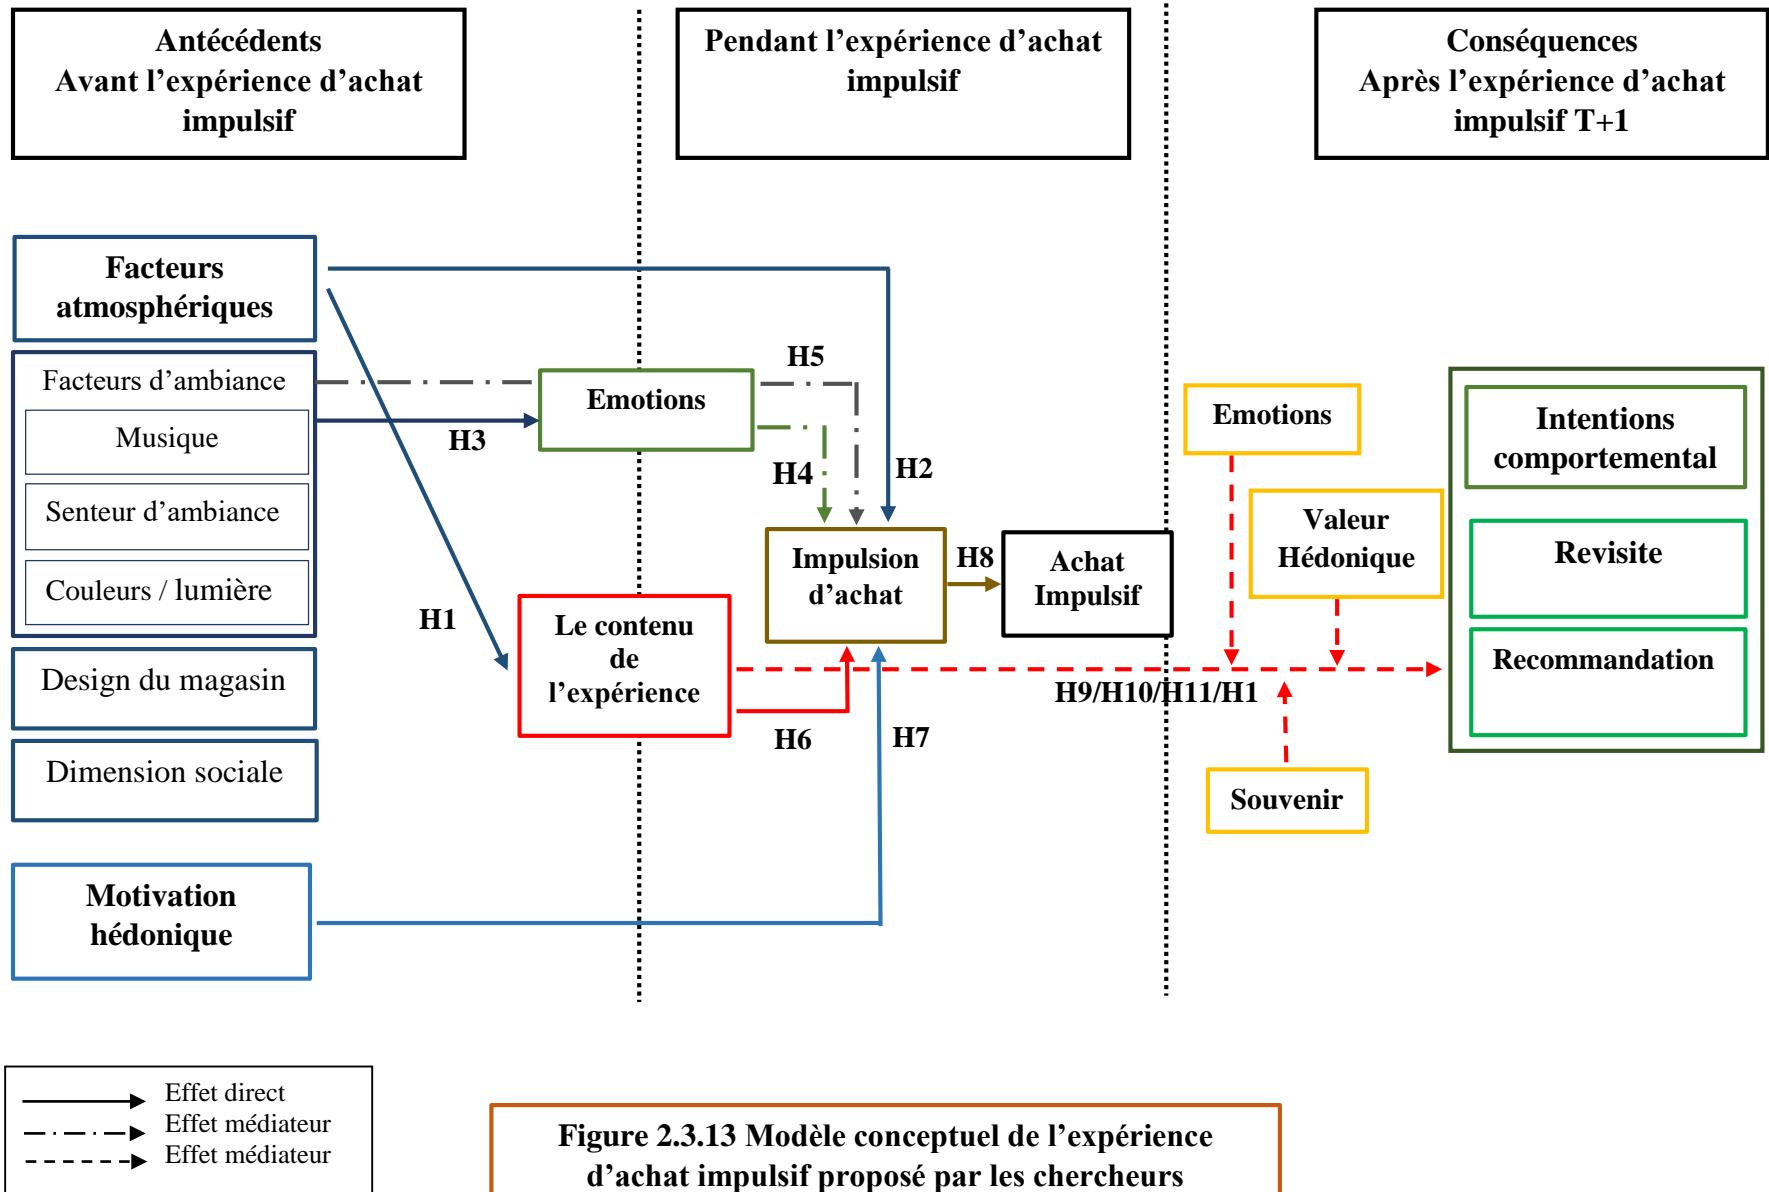 Antécédents
Avant l’expérience d’achat
impulsif
Pendant l’expérience d’achat
impulsif
Conséquences
Après l’expérience d’achat
impulsif T+1
Facteurs
atmosphériques
Facteurs d’ambiance
Musique
Senteur d’ambiance
Couleurs / lumière
Design du magasin
Dimension sociale
Motivation
hédonique
H1
H3
Emotions
H5
H4
H2
Le contenu
de
l’expérience
Impulsion
d’achat
H8
Achat
Impulsif
H6
H7
H9/H10/H11/H1
Emotions
Valeur
Hédonique
Souvenir
Intentions
comportemental
Revisite
Recommandation
Effet direct
Effet médiateur
Effet médiateur
Figure 2.3.13 Modèle conceptuel de l’expérience
d’achat impulsif proposé par les chercheurs